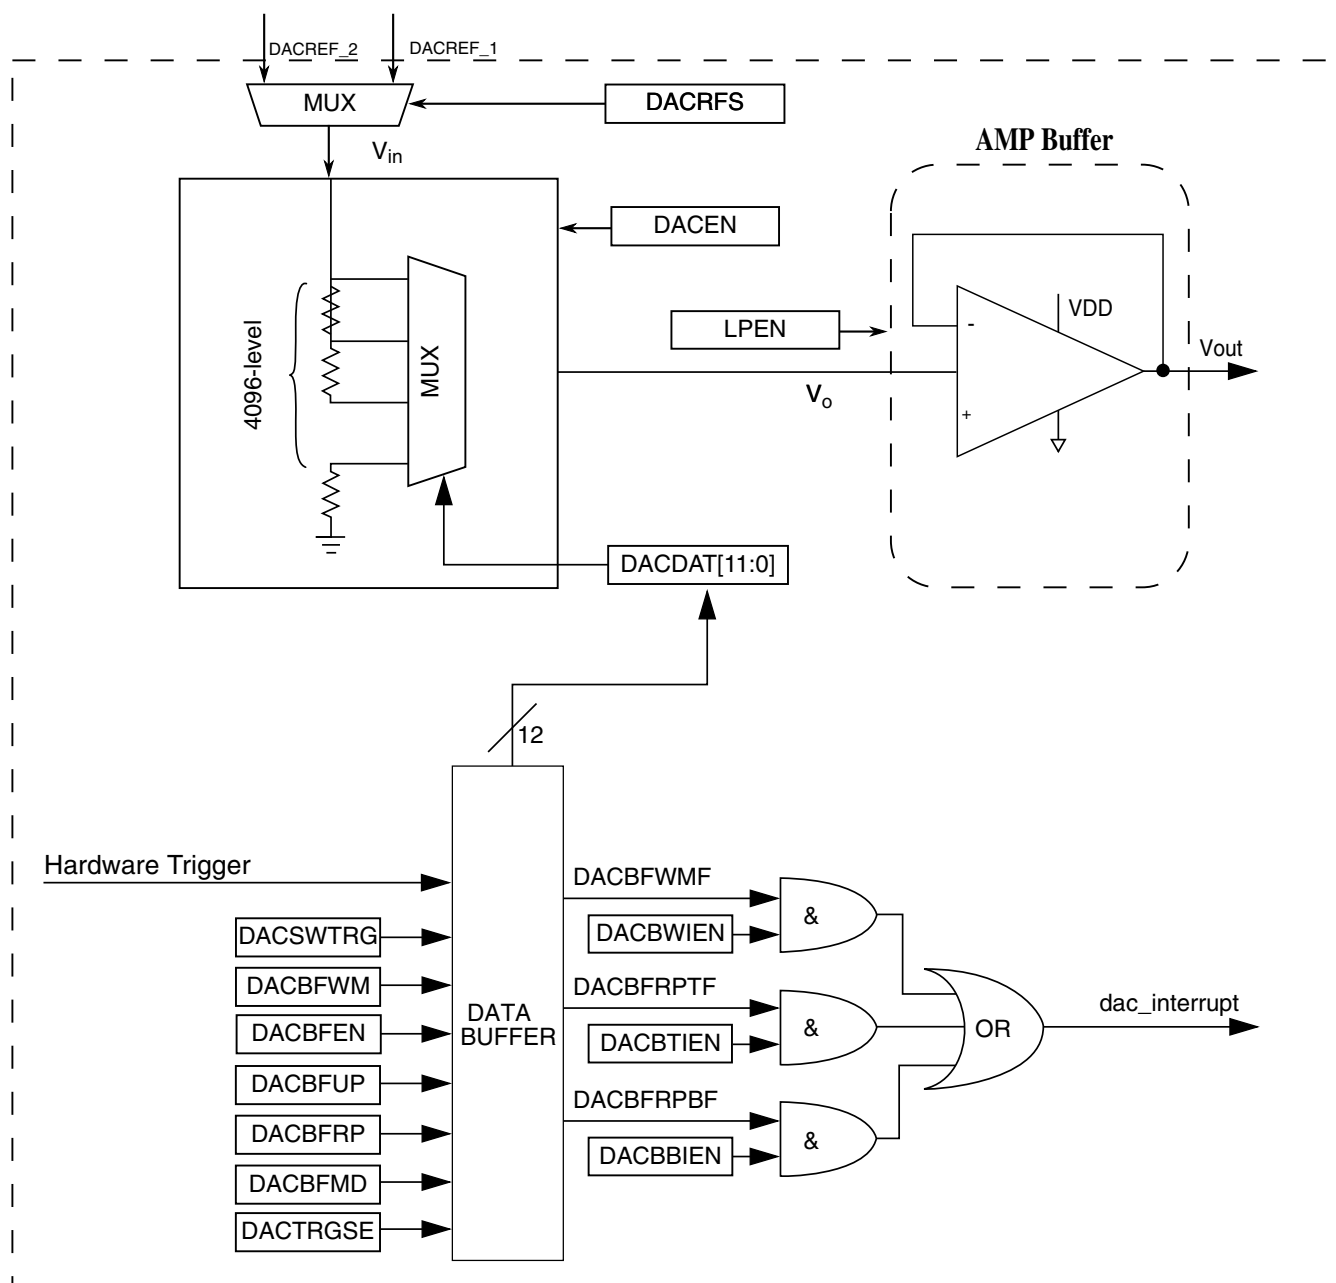 DACREF_2
DACREF_1
MUX
DACRFS
Vin
AMP Buffer
DACEN
4096-level
MUX
LPEN
VDD
-
+
Vout
Vo
DACDAT[11:0]
12
Hardware Trigger
DACSWTRG
DACBFWM
DACBFEN
DACBFUP
DACBFRP
DACBFMD
DACTRGSE
DATA
BUFFER
DACBFWMF
DACBWIEN
&
DACBFRPTF
DACBTIEN
&
DACBFRPBF
DACBBIEN
&
OR
dac_interrupt